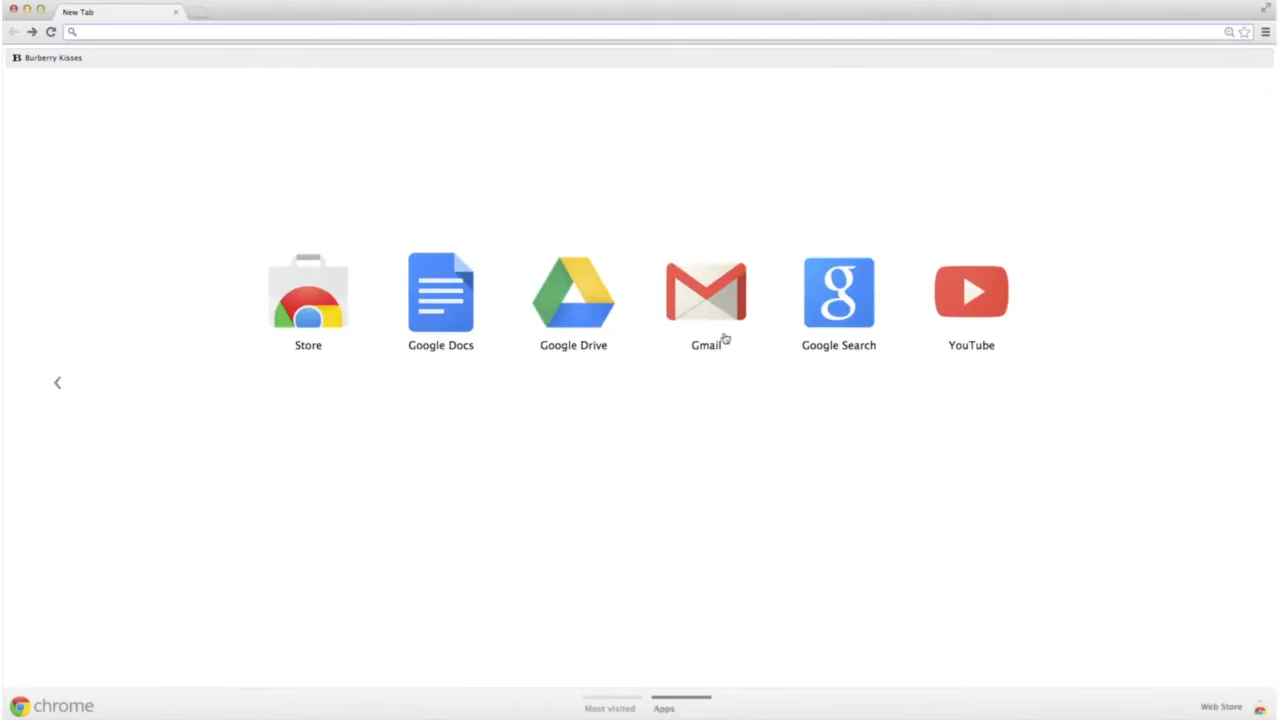 New Tab
B Burberry Kisses
Store
Google Docs
Google Drive
Gmail
g
Google Search
YouTube
chrome
Most visited
Apps
Web Store